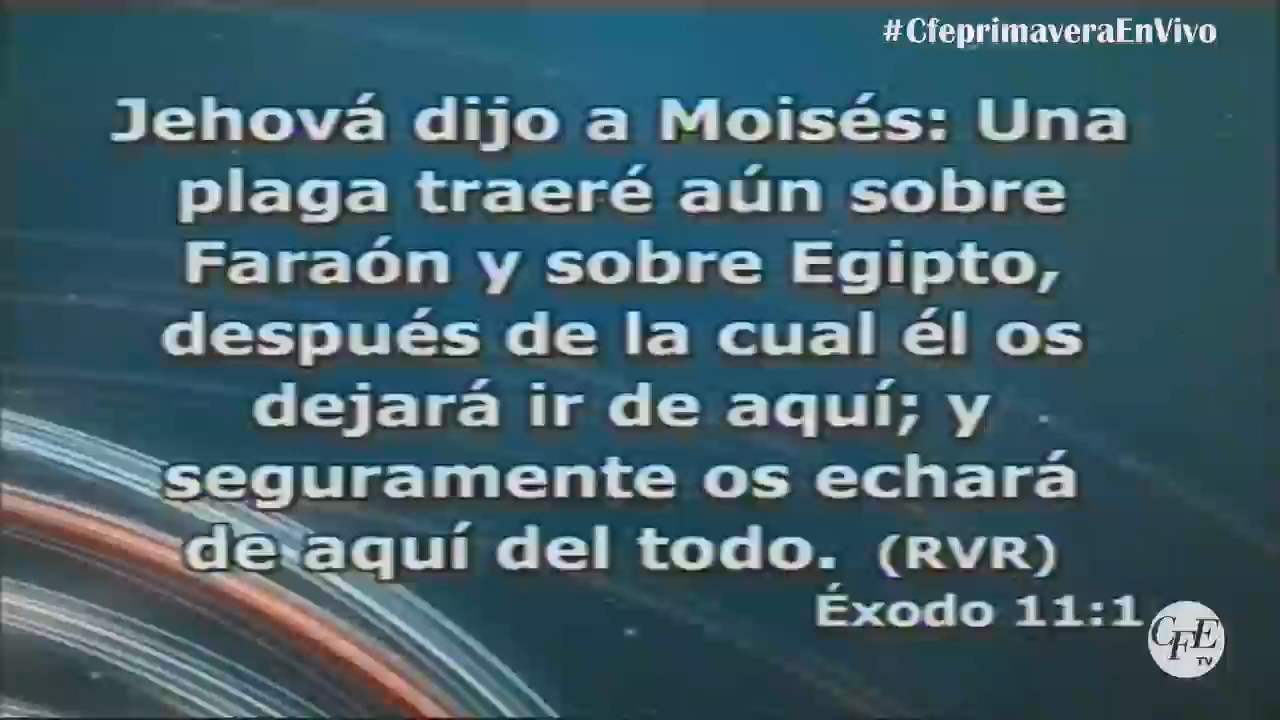 #CfeprimaveraEnVivo
Jehová dijo a Moisés: Una
plaga traeré aún sobre
Faraón y sobre Egipto,
después de la cual él os
dejará ir de aquí; y
seguramente os echará
de aquí del todo. (RVR)
Éxodo 11:1
CFE
TV